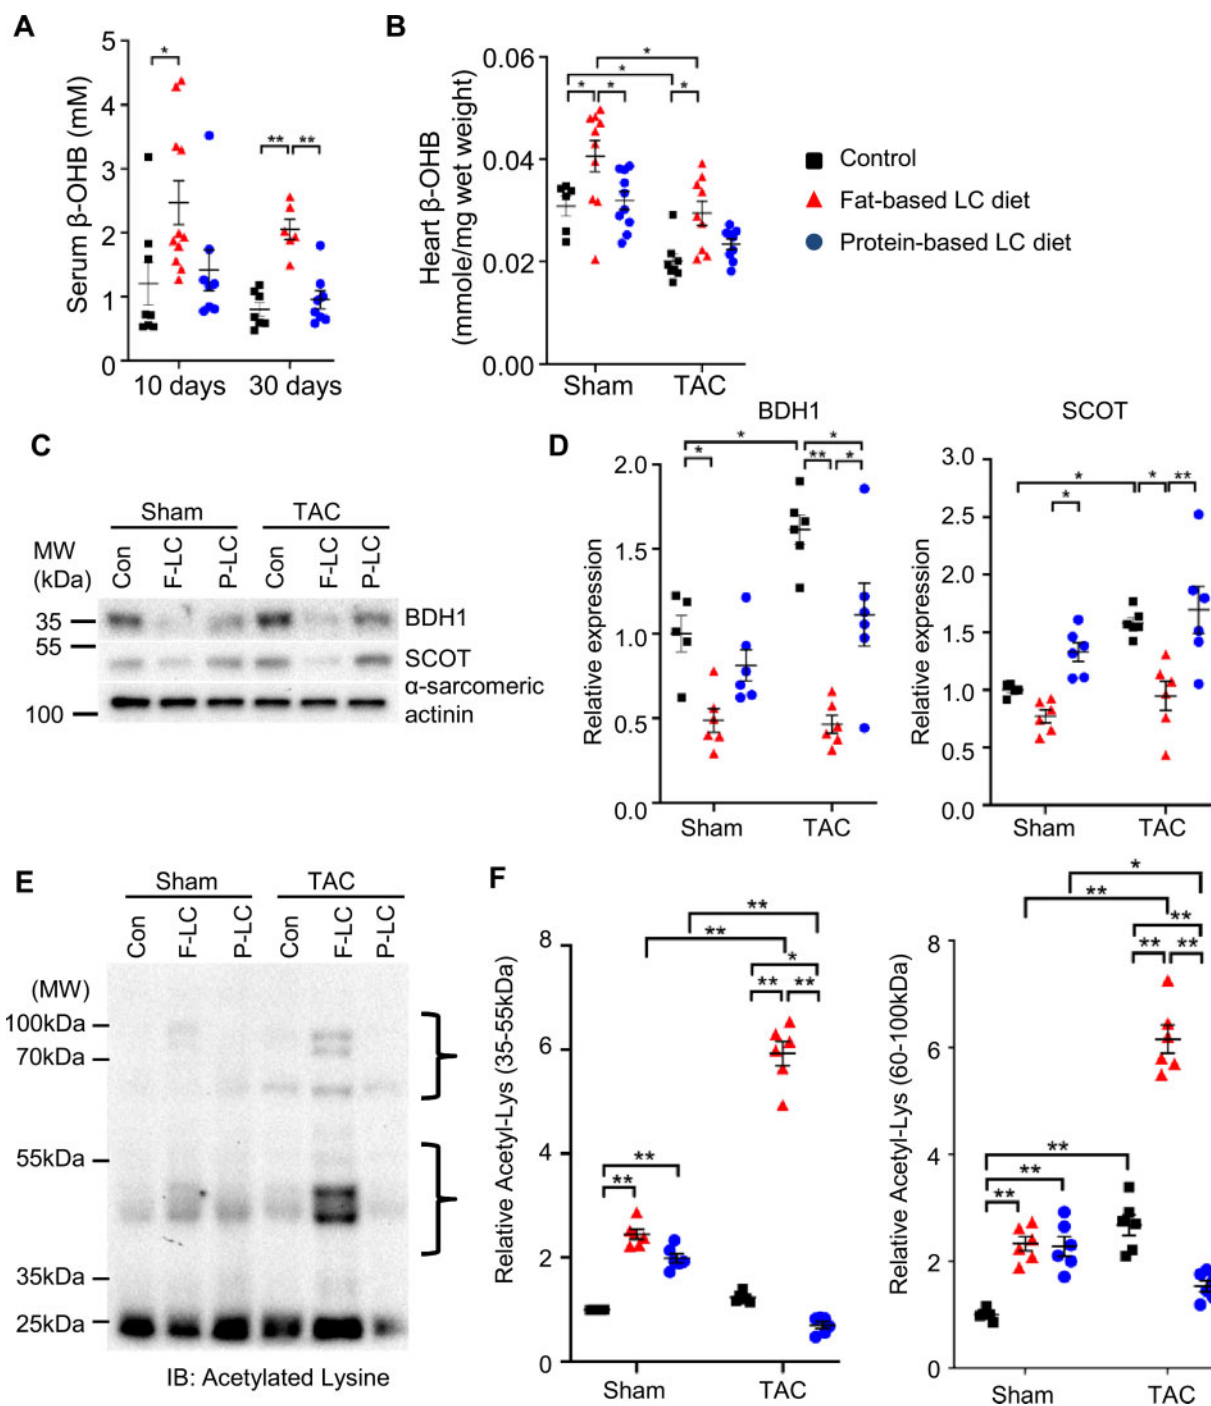 A
Serum β-OHB (mM)
5
4
3
2
1
0
*
**
**
10 days
30 days
B
Heart β-OHB
(mmole/mg wet weight)
0.06
0.04
0.02
0.00
*
*
*
*
*
Sham
TAC
Control
Fat-based LC diet
Protein-based LC diet
C
Sham
TAC
MW
(kDa)
Con
F-LC
P-LC
Con
F-LC
P-LC
35
55
100
BDH1
SCOT
α-sarcomeric
actinin
D
BDH1
Relative expression
2.0
1.5
1.0
0.5
0.0
*
*
*
**
*
Sham
TAC
SCOT
Relative expression
3.0
2.5
2.0
1.5
1.0
0.5
0.0
*
*
*
**
Sham
TAC
E
Sham
TAC
Con
F-LC
P-LC
Con
F-LC
P-LC
(MW)
100kDa
70kDa
55kDa
35kDa
25kDa
IB: Acetylated Lysine
F
Relative Acetyl-Lys (35-55kDa)
8
6
4
2
0
**
**
*
**
**
**
**
Sham
TAC
Relative Acetyl-Lys (60-100kDa)
8
6
4
2
0
*
**
**
**
**
**
**
**
Sham
TAC